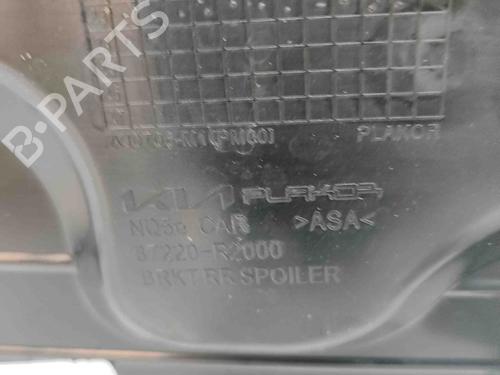 PLAKOR
KIA PLAKOR
NQ5e CAR >ASA<
87220-R2000
BRKT RR SPOILER
B-PARTS